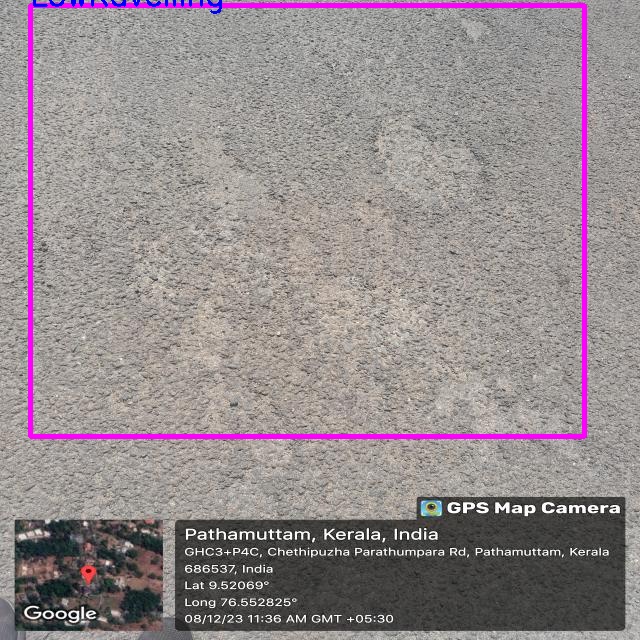 LowRavelling
GPS Map Camera
Pathamuttam, Kerala, India
GHC3+P4C, Chethipuzha Parathumpara Rd, Pathamuttam, Kerala
686537, India
Lat 9.52069°
Long 76.552825°
08/12/23 11:36 AM GMT +05:30
Google